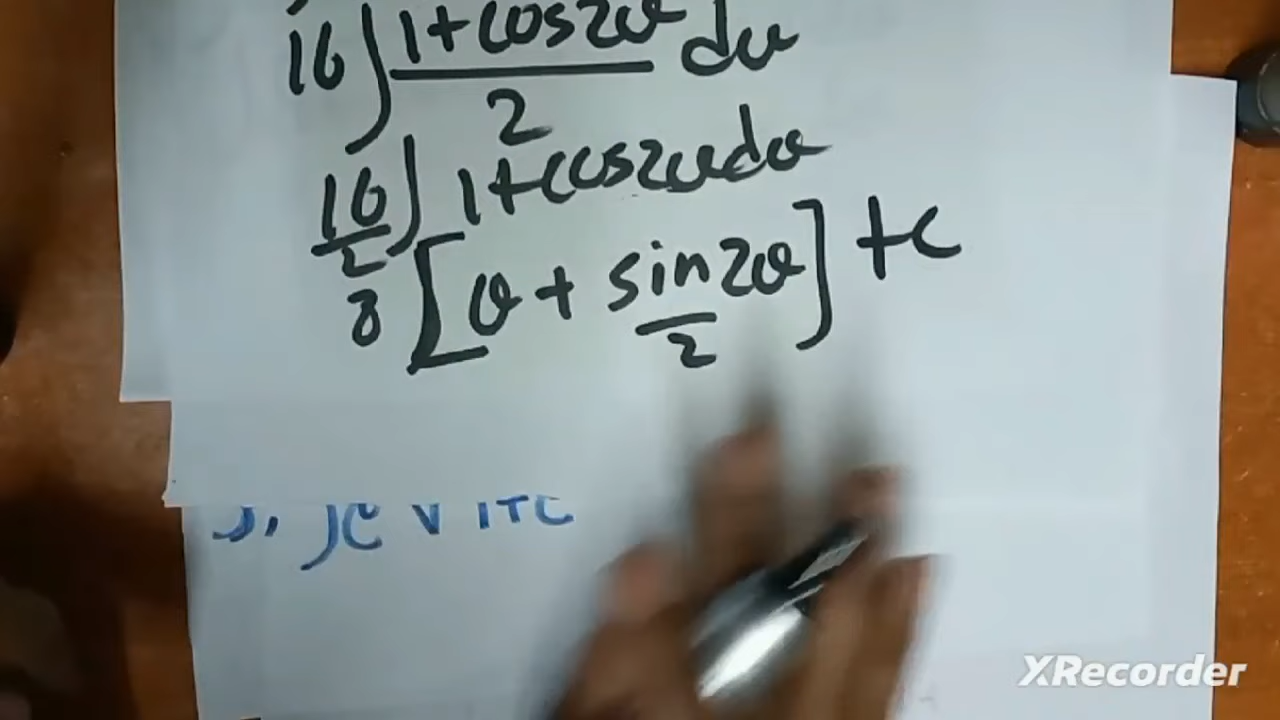 16∫ 1+cos2θ/2 dθ
16/2 ∫ 1+cos2θdθ
8 [θ + sin2θ/2] + c
XRecorder